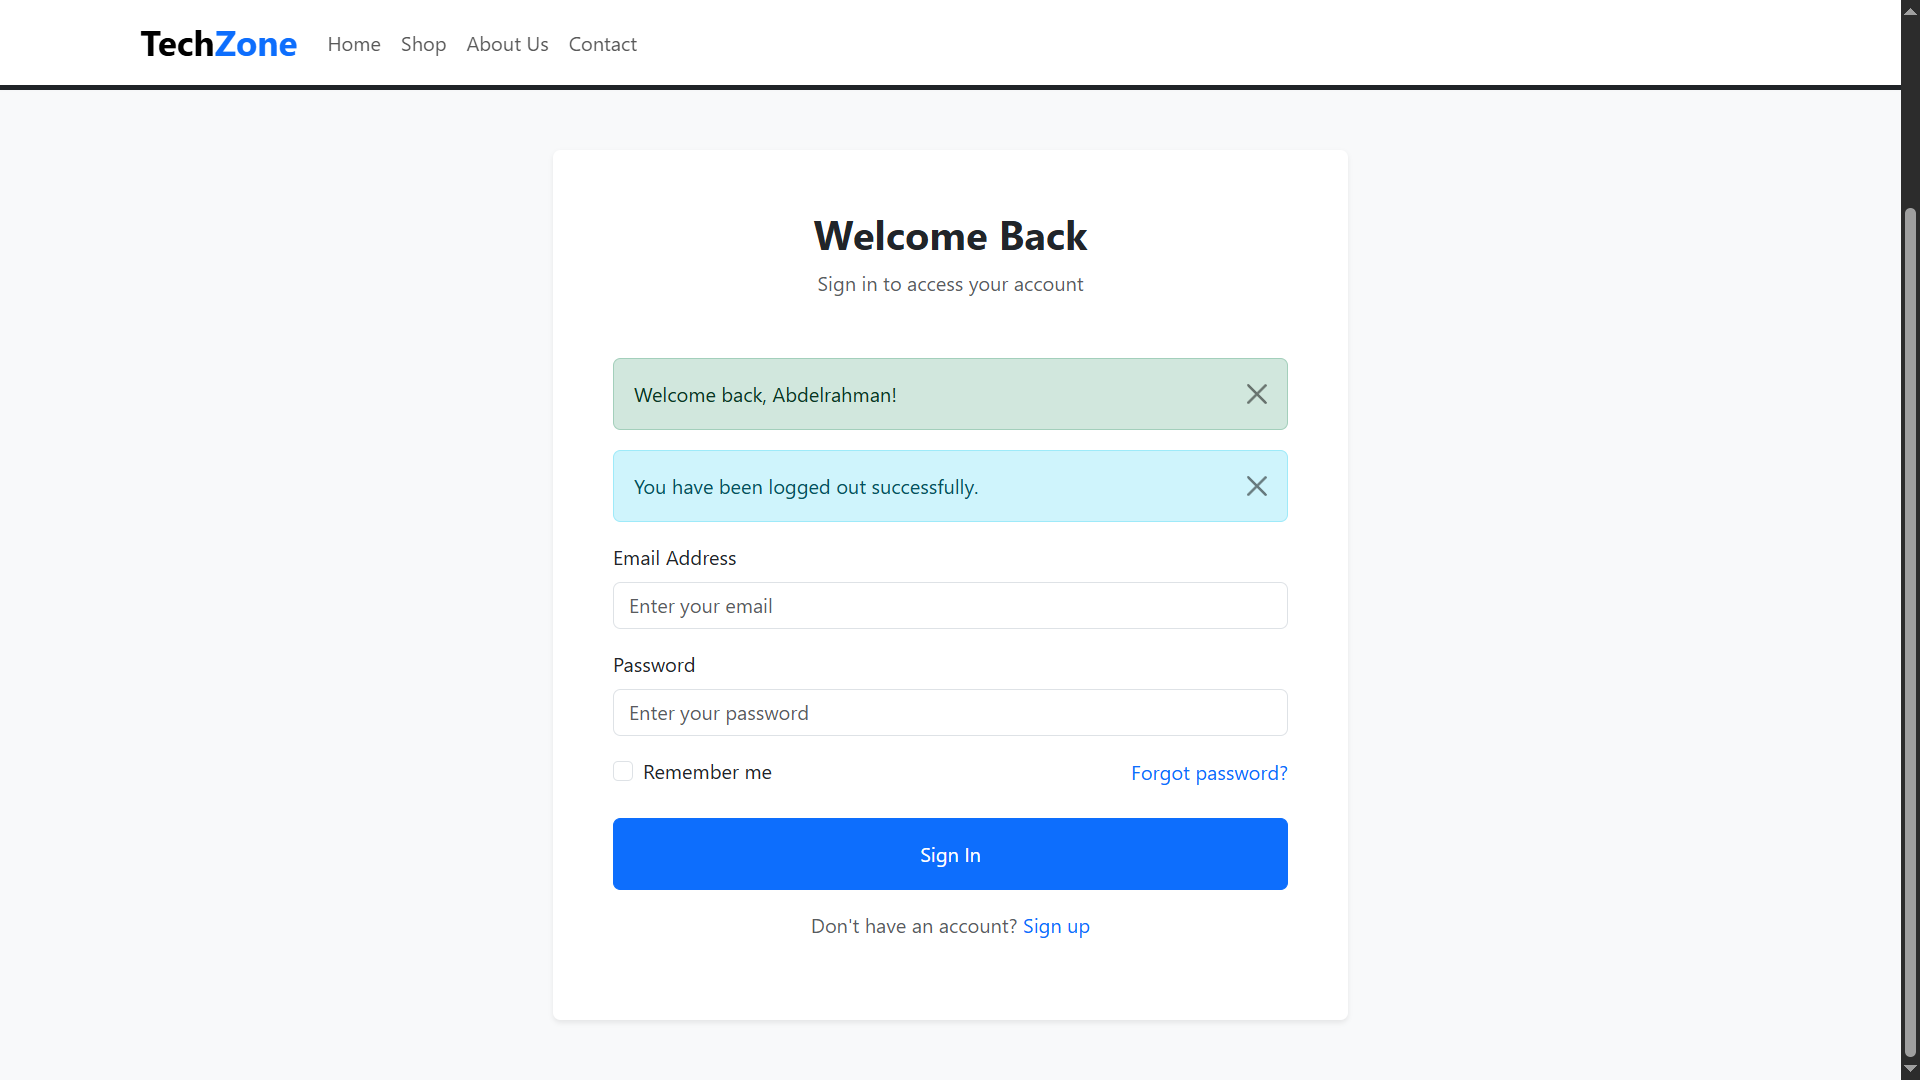 TechZone Home Shop About Us Contact
Welcome Back
Sign in to access your account
Welcome back, Abdelrahman!
You have been logged out successfully.
Email Address
Enter your email
Password
Enter your password
Remember me Forgot password?
Sign In
Don't have an account? Sign up